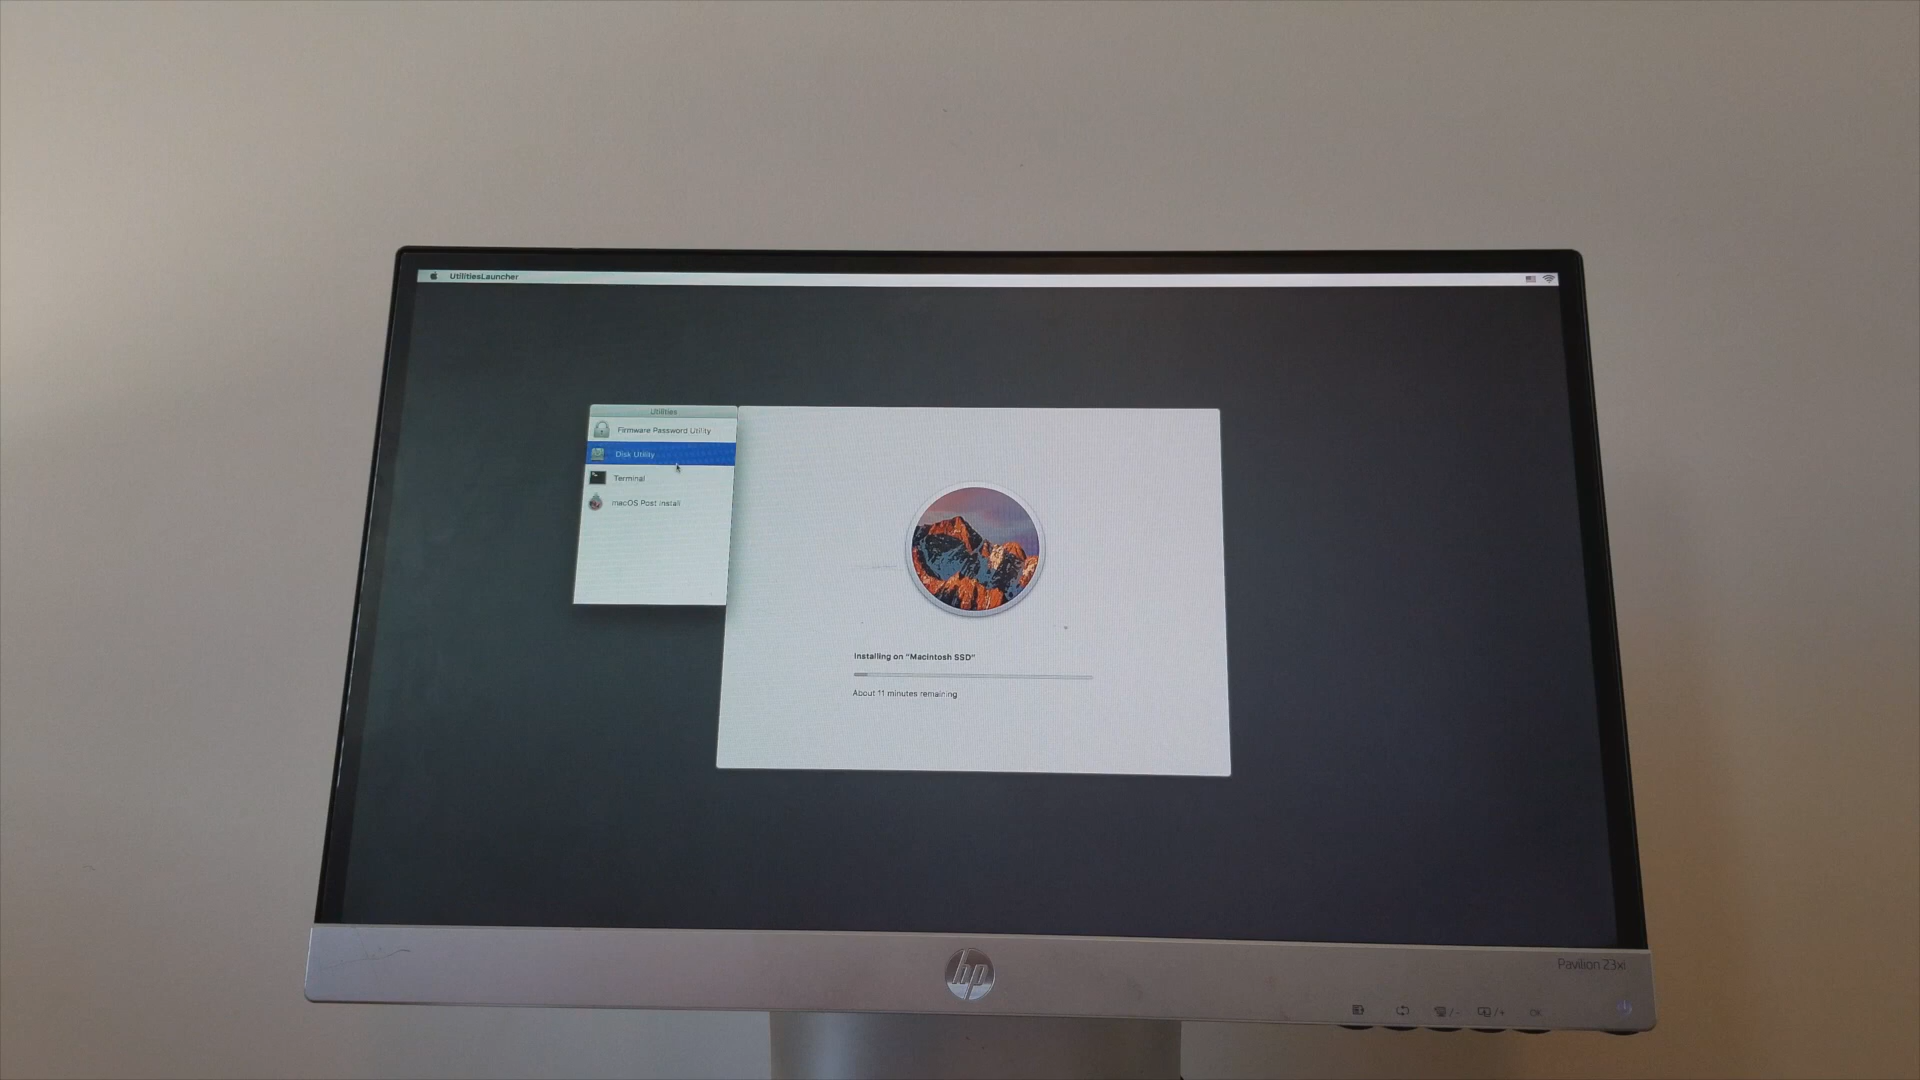 UtilitiesLauncher
Utilities
Firmware Password Utility
Disk Utility
Terminal
macOS Post Install
Installing on "Macintosh SSD"
About 11 minutes remaining
hp
Pavilion 23xi
OK